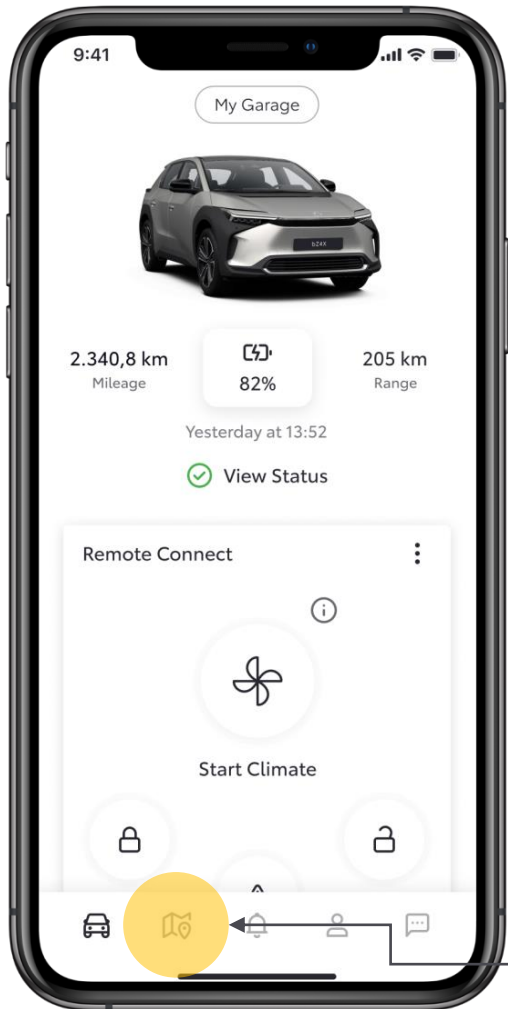 9:41
My Garage
bZ4X
2.340,8 km
82%
205 km
Mileage
Range
Yesterday at 13:52
View Status
Remote Connect
Start Climate